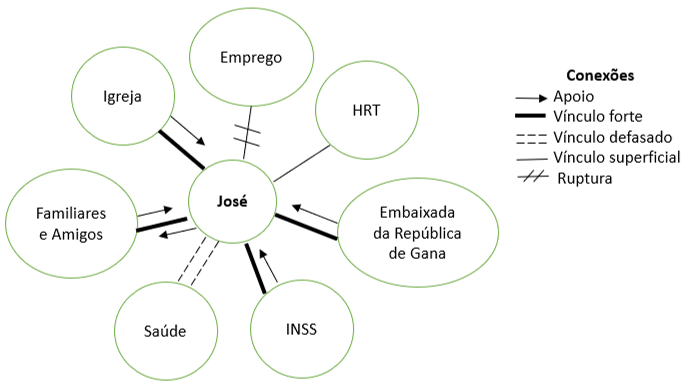 Emprego
Igreja
HRT
José
Familiares
e Amigos
Embaixada
da República
de Gana
Saúde
INSS
Conexões
Apoio
Vínculo forte
Vínculo defasado
Vínculo superficial
Ruptura